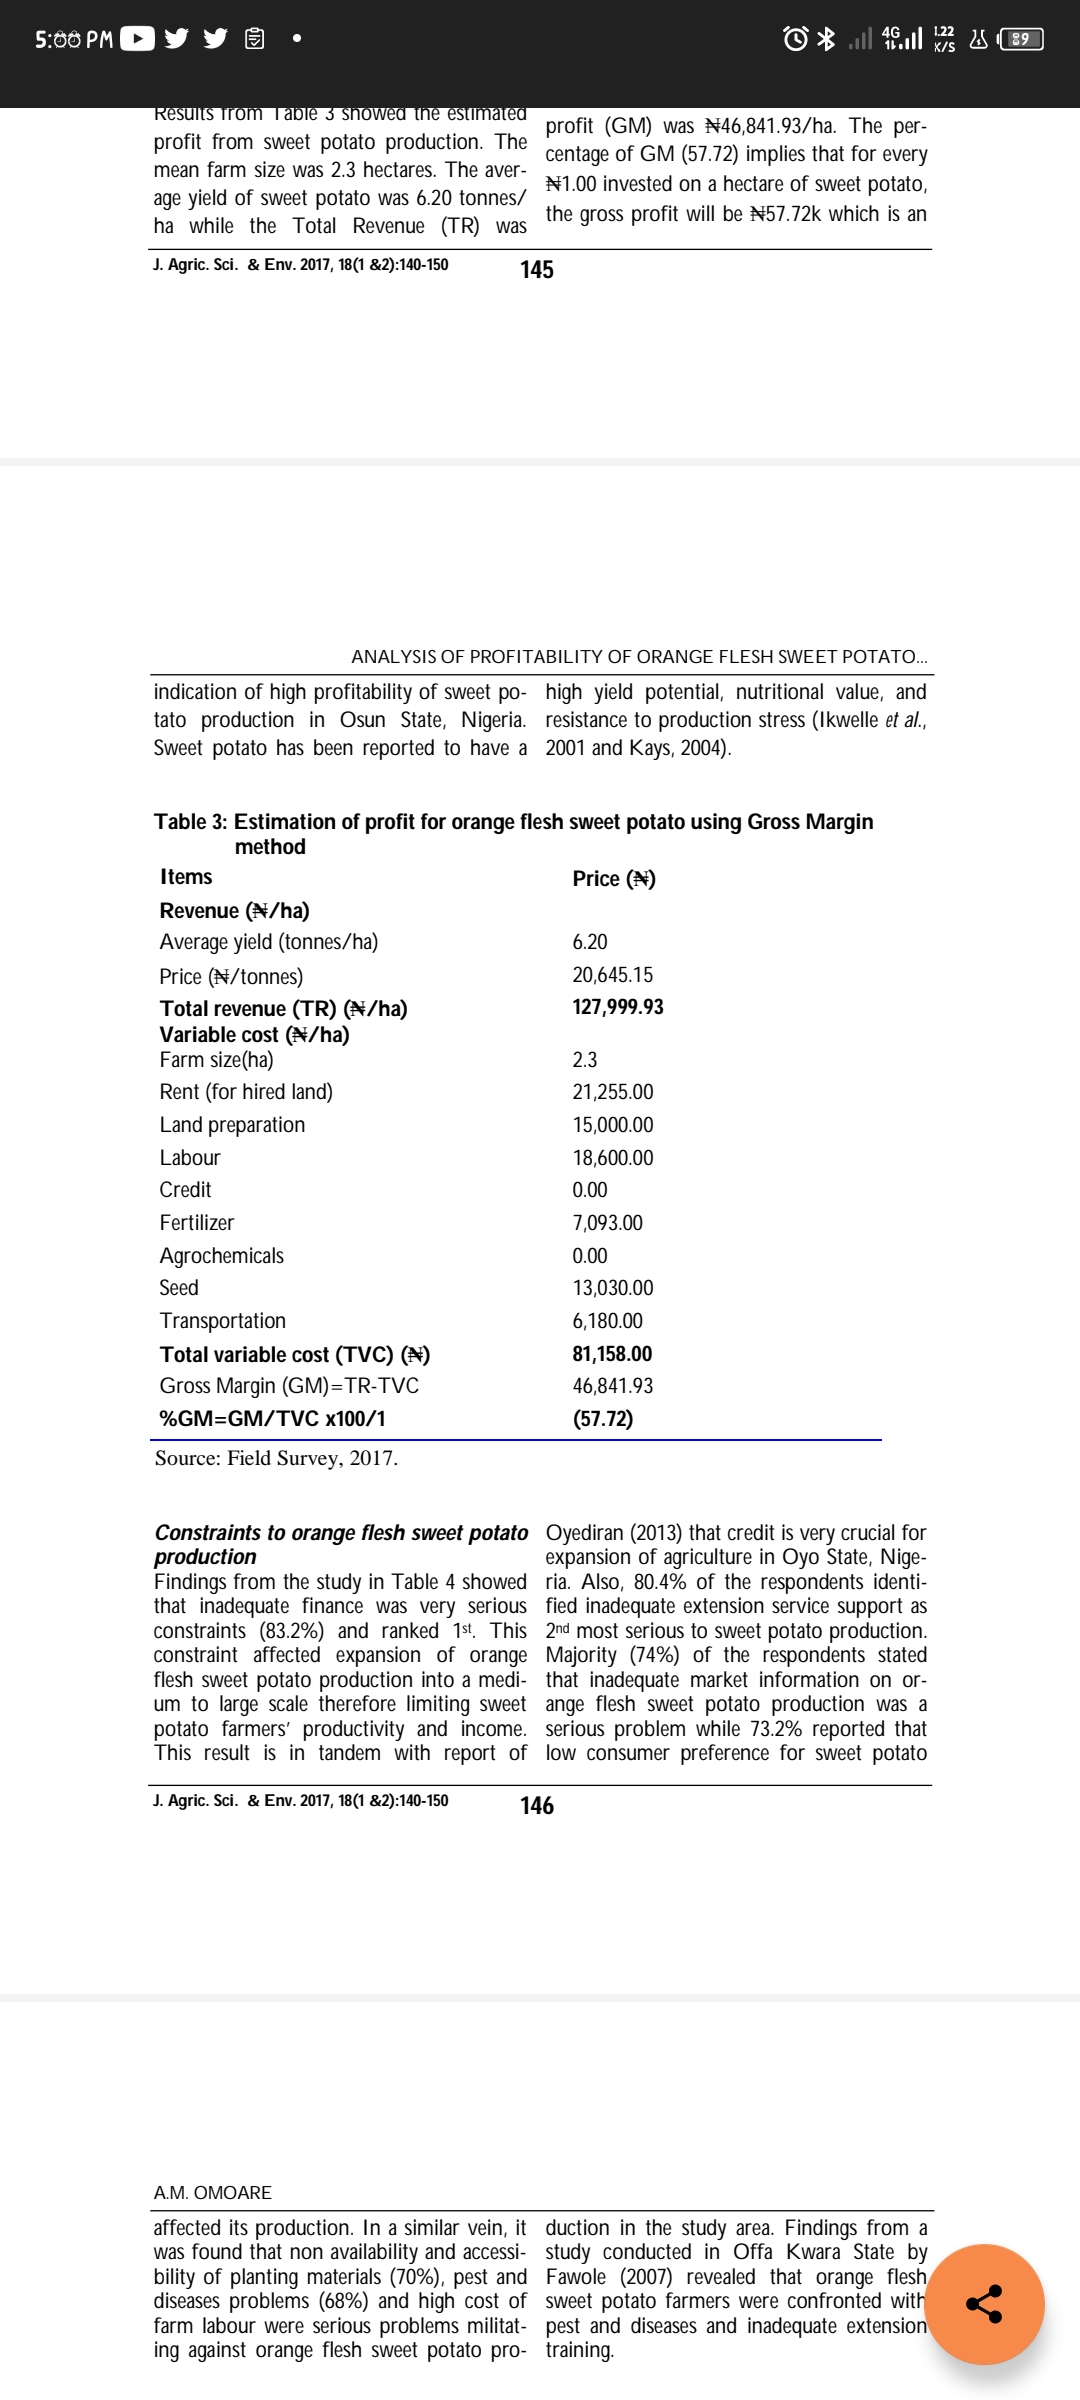 5:00 PM
4G
1.22
K/S
89
Results from Table 3 showed the estimated
profit from sweet potato production. The
mean farm size was 2.3 hectares. The aver-
age yield of sweet potato was 6.20 tonnes/
ha while the Total Revenue (TR) was
profit (GM) was ₦46,841.93/ha. The per-
centage of GM (57.72) implies that for every
₦1.00 invested on a hectare of sweet potato,
the gross profit will be ₦57.72k which is an
J. Agric. Sci. & Env. 2017, 18(1 &2):140-150
145
ANALYSIS OF PROFITABILITY OF ORANGE FLESH SWEET POTATO...
indication of high profitability of sweet po-
tato production in Osun State, Nigeria.
Sweet potato has been reported to have a
high yield potential, nutritional value, and
resistance to production stress (Ikwelle et al.,
2001 and Kays, 2004).
Table 3: Estimation of profit for orange flesh sweet potato using Gross Margin
method
Items Price (₦)
Revenue (₦/ha)
Average yield (tonnes/ha) 6.20
Price (₦/tonnes) 20,645.15
Total revenue (TR) (₦/ha) 127,999.93
Variable cost (₦/ha)
Farm size(ha) 2.3
Rent (for hired land) 21,255.00
Land preparation 15,000.00
Labour 18,600.00
Credit 0.00
Fertilizer 7,093.00
Agrochemicals 0.00
Seed 13,030.00
Transportation 6,180.00
Total variable cost (TVC) (₦) 81,158.00
Gross Margin (GM)=TR-TVC 46,841.93
%GM=GM/TVC x100/1 (57.72)
Source: Field Survey, 2017.
Constraints to orange flesh sweet potato
production
Findings from the study in Table 4 showed
that inadequate finance was very serious
constraints (83.2%) and ranked 1st. This
constraint affected expansion of orange
flesh sweet potato production into a medi-
um to large scale therefore limiting sweet
potato farmers' productivity and income.
This result is in tandem with report of
Oyediran (2013) that credit is very crucial for
expansion of agriculture in Oyo State, Nige-
ria. Also, 80.4% of the respondents identi-
fied inadequate extension service support as
2nd most serious to sweet potato production.
Majority (74%) of the respondents stated
that inadequate market information on or-
ange flesh sweet potato production was a
serious problem while 73.2% reported that
low consumer preference for sweet potato
J. Agric. Sci. & Env. 2017, 18(1 &2):140-150
146
A.M. OMOARE
affected its production. In a similar vein, it
was found that non availability and accessi-
bility of planting materials (70%), pest and
diseases problems (68%) and high cost of
farm labour were serious problems militat-
ing against orange flesh sweet potato pro-
duction in the study area. Findings from a
study conducted in Offa Kwara State by
Fawole (2007) revealed that orange flesh
sweet potato farmers were confronted with
pest and diseases and inadequate extension
training.